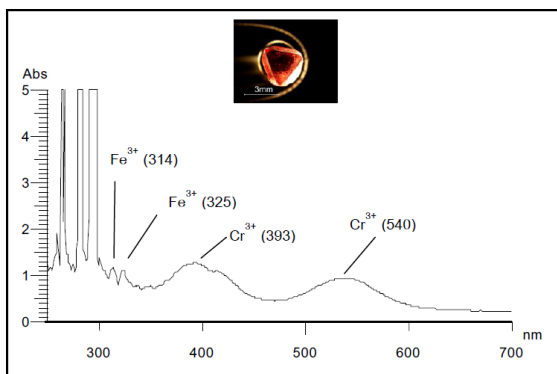 3mm
Abs
5
4
3
2
1
0
Fe³⁺ (314)
Fe³⁺ (325)
Cr³⁺ (393)
Cr³⁺ (540)
300 400 500 600 700 nm